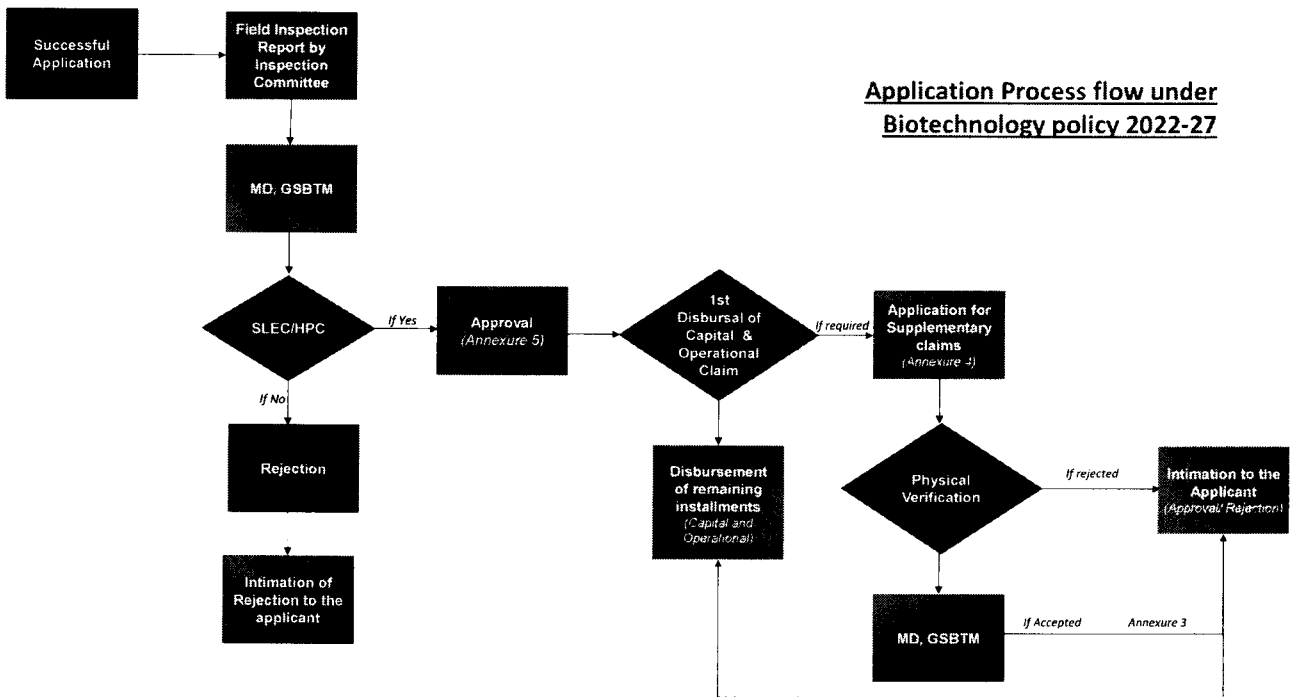 Application Process flow under
Biotechnology policy 2022-27
Successful
Application
Field Inspection
Report by
Inspection
Committee
MD, GSBTM
SLEC/HPC
If Yes
Approval
(Annexure 5)
1st
Disbursal of
Capital &
Operational
Claim
If required
Application for
Supplementary
claims
(Annexure 4)
If No
Rejection
Intimation of
Rejection to the
applicant
Disbursement
of remaining
installments
(Capital and
Operational)
Physical
Verification
If rejected
Intimation to the
Applicant
(Approval/ Rejection)
MD, GSBTM
If Accepted
Annexure 3